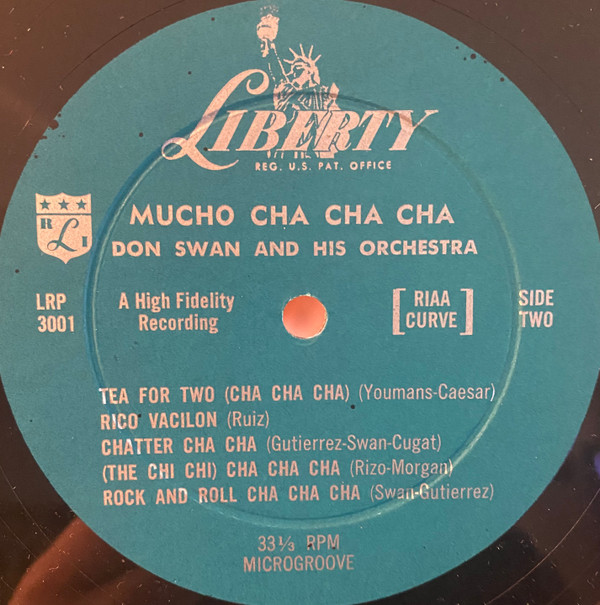 LIBERTY
REG. U.S. PAT. OFFICE
MUCHO CHA CHA CHA
DON SWAN AND HIS ORCHESTRA
R L I
LRP
3001
A High Fidelity
Recording
[RIAA
CURVE]
SIDE
TWO
TEA FOR TWO (CHA CHA CHA) (Youmans-Caesar)
RICO VACILON (Ruiz)
CHATTER CHA CHA (Gutierrez-Swan-Cugat)
(THE CHI CHI) CHA CHA CHA (Rizo-Morgan)
ROCK AND ROLL CHA CHA CHA (Swan-Gutierrez)
33⅓ RPM
MICROGROOVE